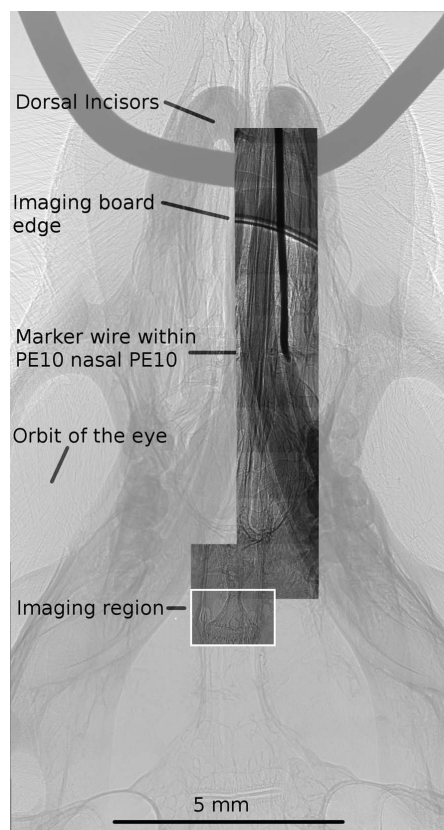 Dorsal Incisors
Imaging board
edge
Marker wire within
PE10 nasal PE10
Orbit of the eye
Imaging region
5 mm